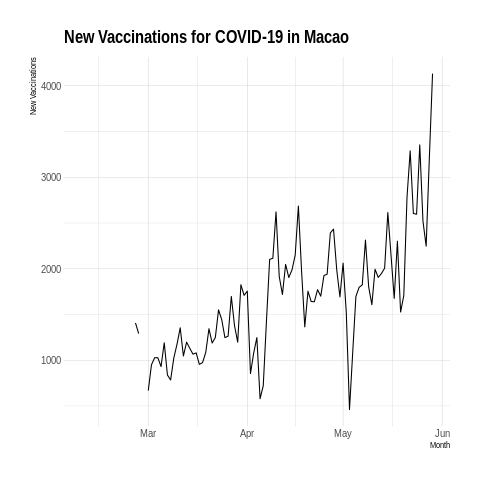 New Vaccinations for COVID-19 in Macao
New Vaccinations
4000
3000
2000
1000
Mar Apr May Jun
Month